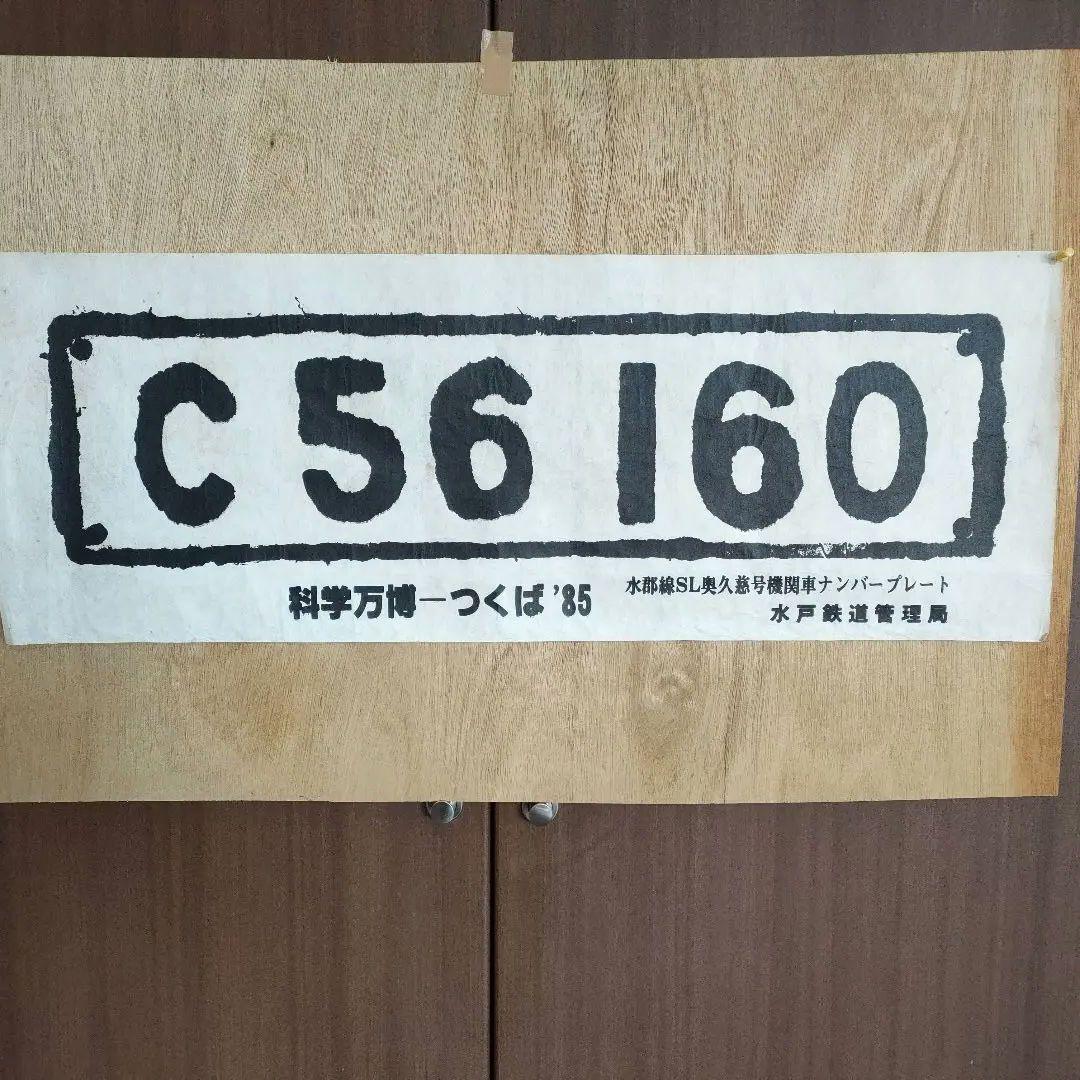 C56 160
科学万博-つくば'85
水郡線SL奥久慈号機関車ナンバープレート
水戸鉄道管理局